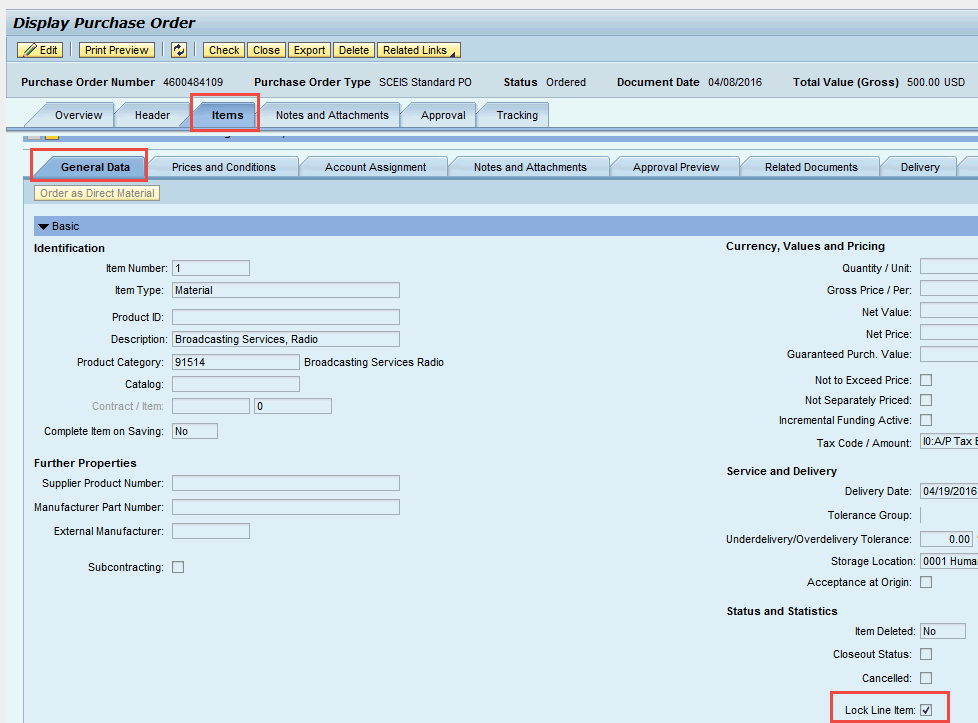 Display Purchase Order
Edit Print Preview Check Close Export Delete Related Links
Purchase Order Number 4600484109 Purchase Order Type SCEIS Standard PO Status Ordered Document Date 04/08/2016 Total Value (Gross) 500.00 USD
Overview Header Items Notes and Attachments Approval Tracking
General Data Prices and Conditions Account Assignment Notes and Attachments Approval Preview Related Documents Delivery
Order as Direct Material
Basic
Identification
Item Number: 1
Item Type: Material
Product ID:
Description: Broadcasting Services, Radio
Product Category: 91514 Broadcasting Services Radio
Catalog:
Contract / Item: 0
Complete Item on Saving: No
Further Properties
Supplier Product Number:
Manufacturer Part Number:
External Manufacturer:
Subcontracting:
Currency, Values and Pricing
Quantity / Unit:
Gross Price / Per:
Net Value:
Net Price:
Guaranteed Purch. Value:
Not to Exceed Price:
Not Separately Priced:
Incremental Funding Active:
Tax Code / Amount: I0:A/P Tax
Service and Delivery
Delivery Date: 04/19/2016
Tolerance Group:
Underdelivery/Overdelivery Tolerance: 0.00
Storage Location: 0001 Huma
Acceptance at Origin:
Status and Statistics
Item Deleted: No
Closeout Status:
Cancelled:
Lock Line Item: